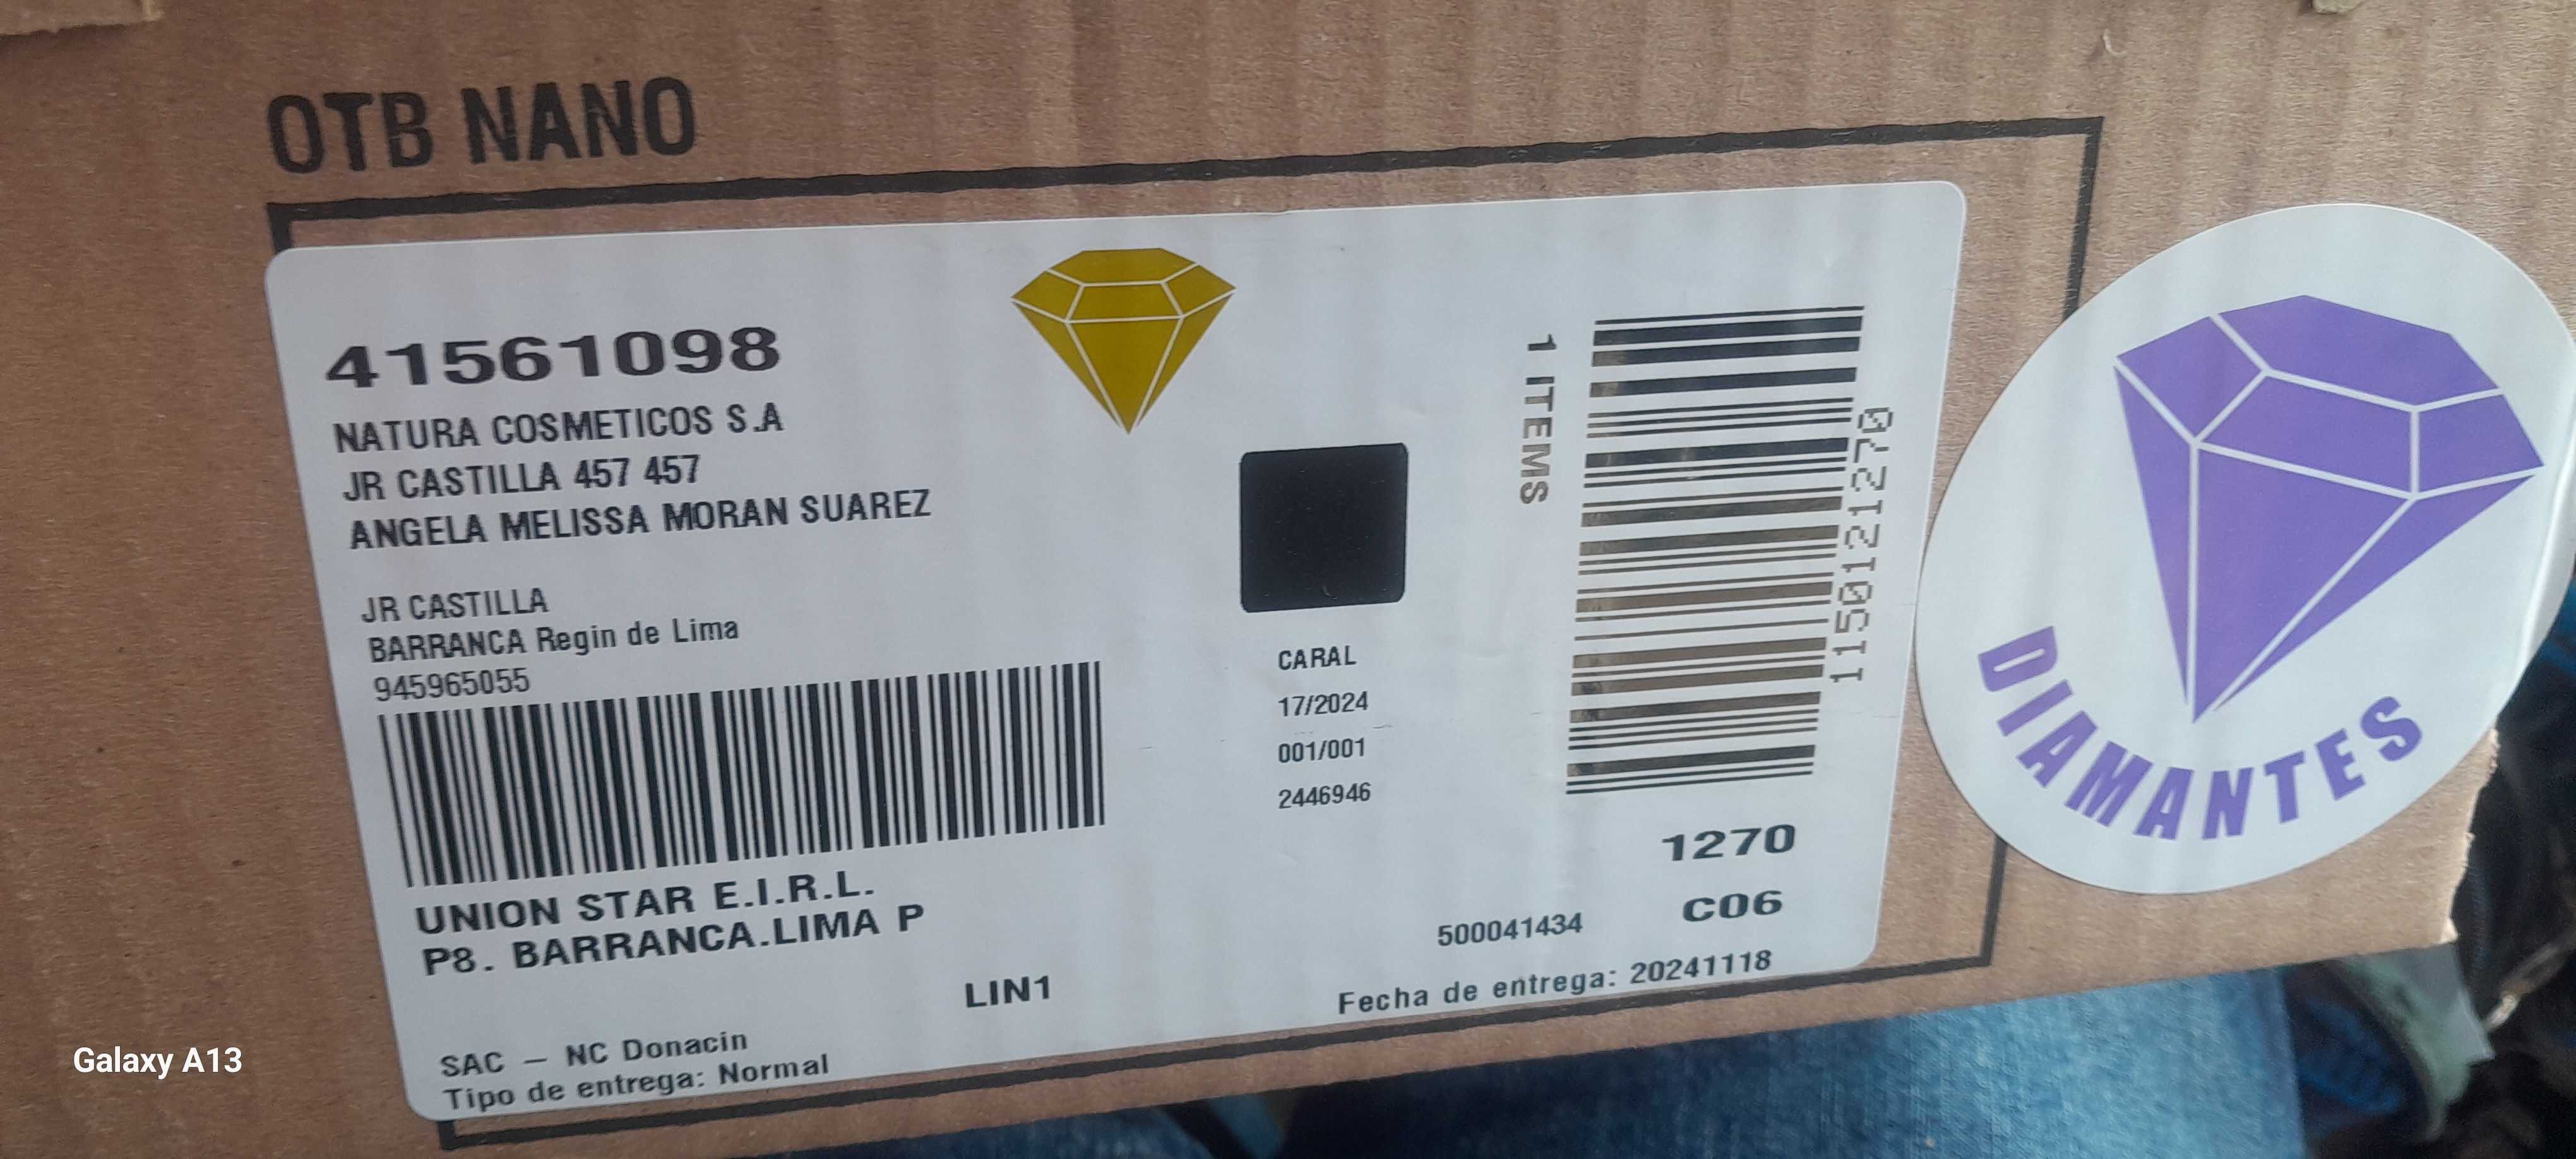 OTB NANO
41561098
NATURA COSMETICOS S.A
JR CASTILLA 457 457
ANGELA MELISSA MORAN SUAREZ
JR CASTILLA
BARRANCA Regin de Lima
945965055
UNION STAR E.I.R.L.
P8. BARRANCA.LIMA P
LIN1
SAC - NC Donacin
Tipo de entrega: Normal
CARAL
17/2024
001/001
2446946
1 ITEMS
1150121270
1270
C06
500041434
Fecha de entrega: 20241118
DIAMANTES
Galaxy A13